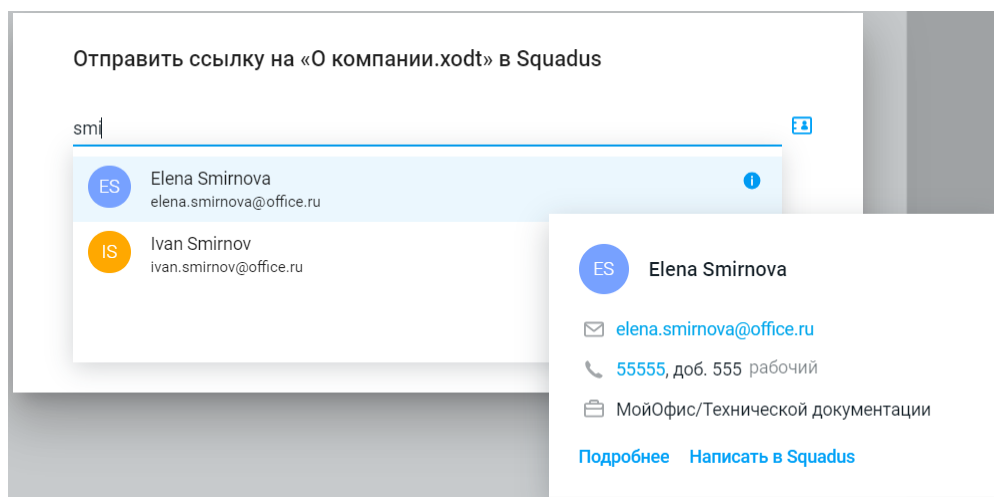 Отправить ссылку на «О компании.xodt» в Squadus
smi
ES
Elena Smirnova
elena.smirnova@office.ru
IS
Ivan Smirnov
ivan.smirnov@office.ru
ES
Elena Smirnova
elena.smirnova@office.ru
55555, доб. 555 рабочий
МойОфис/Технической документации
Подробнее Написать в Squadus